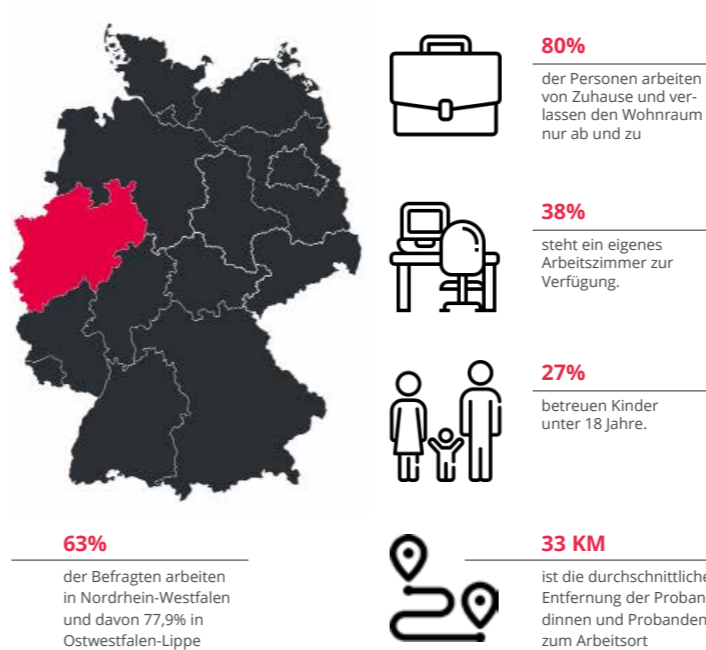 80%
der Personen arbeiten
von Zuhause und ver-
lassen den Wohnraum
nur ab und zu
38%
steht ein eigenes
Arbeitszimmer zur
Verfügung.
27%
betreuen Kinder
unter 18 Jahre.
63%
der Befragten arbeiten
in Nordrhein-Westfalen
und davon 77,9% in
Ostwestfalen-Lippe
33 KM
ist die durchschnittliche
Entfernung der Proban-
dinnen und Probanden
zum Arbeitsort